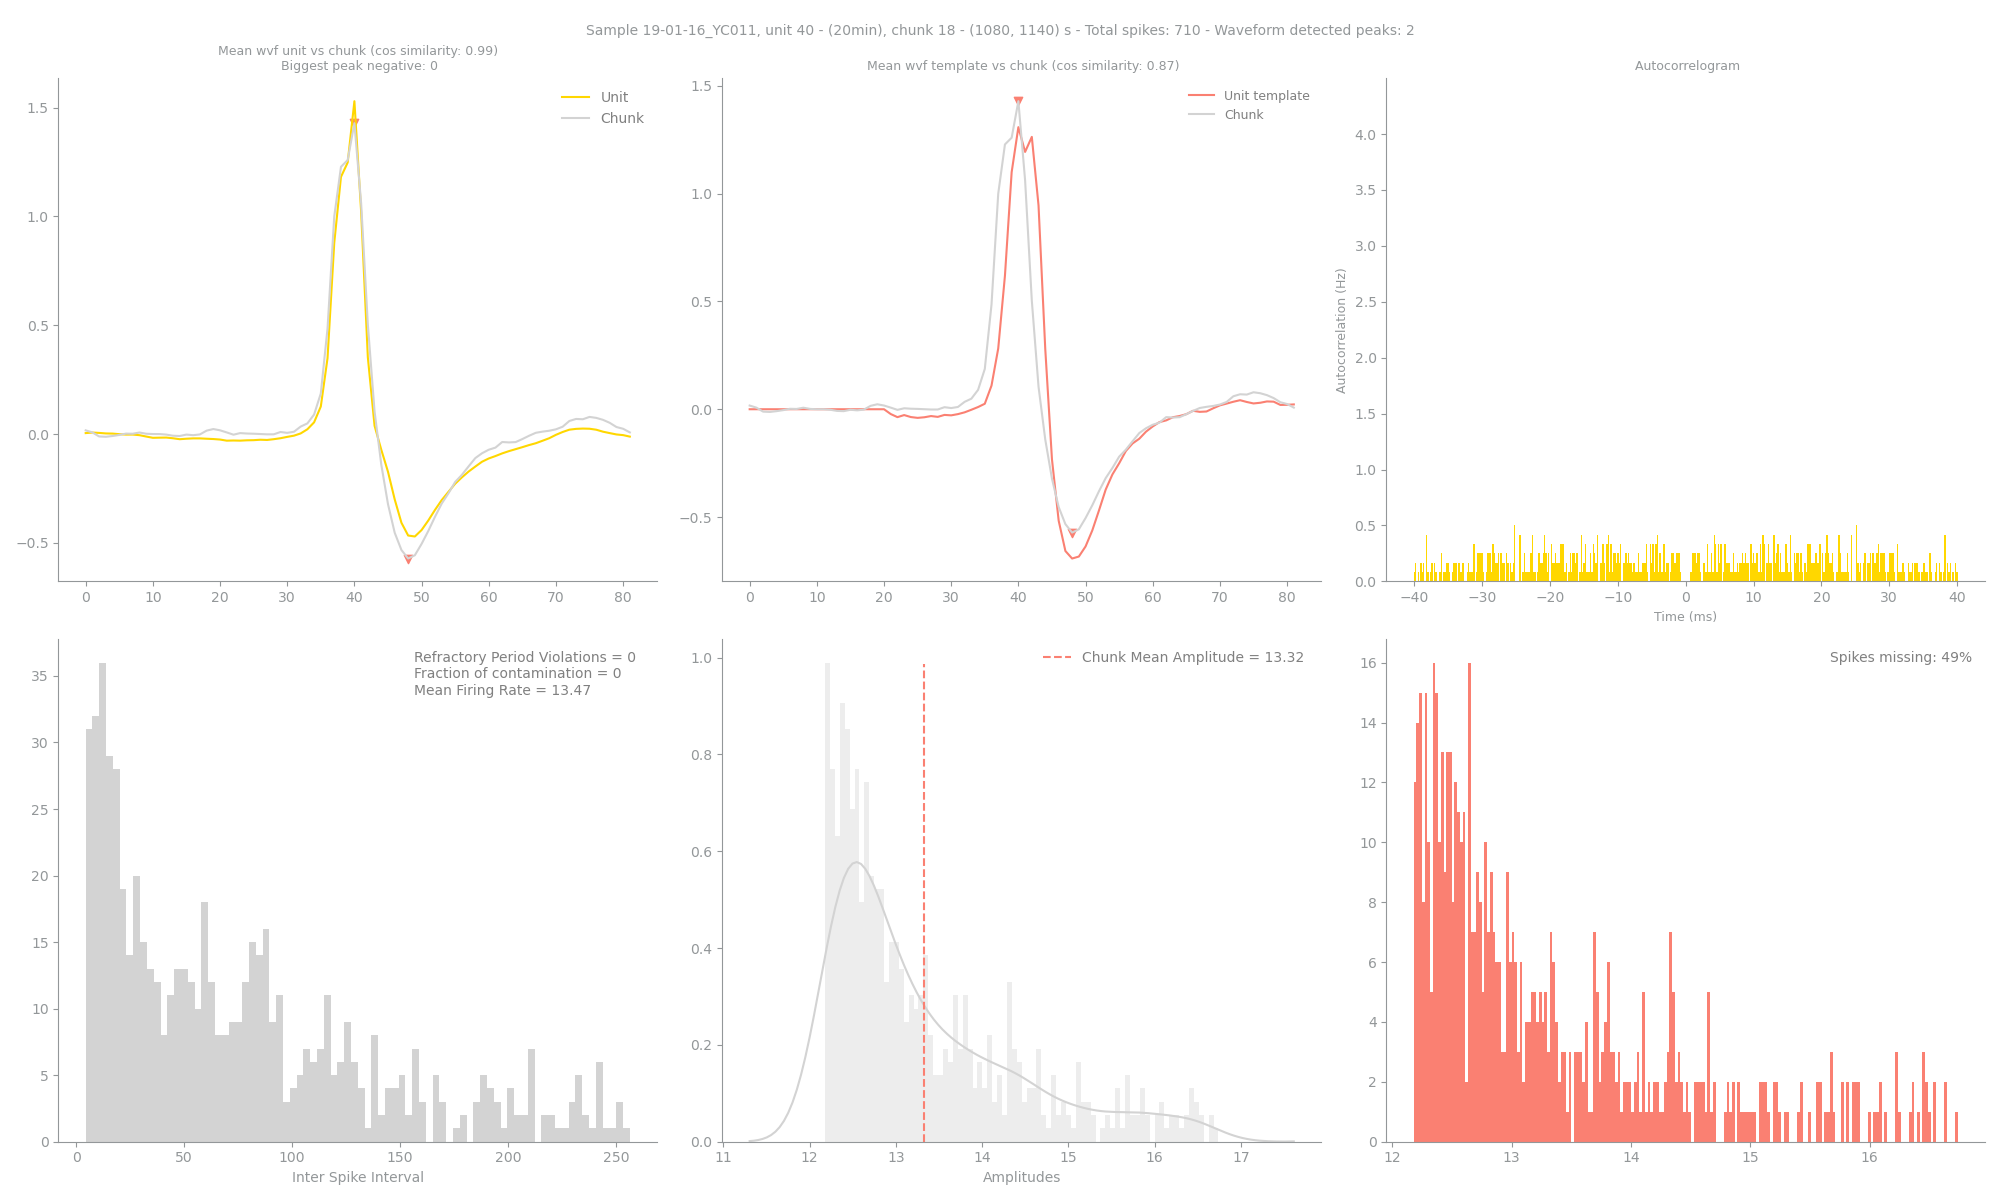 Sample 19-01-16_YC011, unit 40 - (20min), chunk 18 - (1080, 1140) s - Total spikes: 710 - Waveform detected peaks: 2
Mean wvf unit vs chunk (cos similarity: 0.99)
Biggest peak negative: 0
Unit
Chunk
1.5
1.0
0.5
0.0
−0.5
0 10 20 30 40 50 60 70 80
Mean wvf template vs chunk (cos similarity: 0.87)
Unit template
Chunk
1.5
1.0
0.5
0.0
−0.5
0 10 20 30 40 50 60 70 80
Autocorrelogram
Autocorrelation (Hz)
4.0
3.5
3.0
2.5
2.0
1.5
1.0
0.5
0.0
−40 −30 −20 −10 0 10 20 30 40
Time (ms)
Refractory Period Violations = 0
Fraction of contamination = 0
Mean Firing Rate = 13.47
35
30
25
20
15
10
5
0
0 50 100 150 200 250
Inter Spike Interval
Chunk Mean Amplitude = 13.32
1.0
0.8
0.6
0.4
0.2
0.0
11 12 13 14 15 16 17
Amplitudes
Spikes missing: 49%
16
14
12
10
8
6
4
2
0
12 13 14 15 16